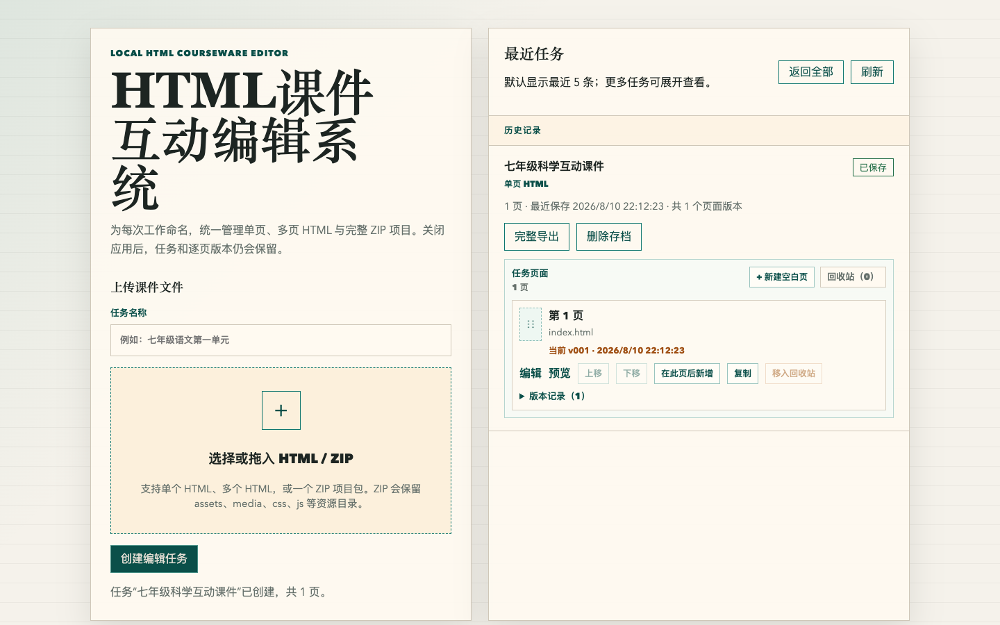 LOCAL HTML COURSEWARE EDITOR
HTML课件
互动编辑系
统
为每次工作命名，统一管理单页、多页 HTML 与完整 ZIP 项目。关闭
应用后，任务和逐页版本仍会保留。
上传课件文件
任务名称
例如：七年级语文第一单元
+
选择或拖入 HTML / ZIP
支持单个 HTML、多个 HTML，或一个 ZIP 项目包。ZIP 会保留
assets、media、css、js 等资源目录。
创建编辑任务
任务“七年级科学互动课件”已创建，共 1 页。
最近任务
默认显示最近 5 条；更多任务可展开查看。
返回全部 刷新
历史记录
七年级科学互动课件
已保存
单页 HTML
1 页 · 最近保存 2026/8/10 22:12:23 · 共 1 个页面版本
完整导出 删除存档
任务页面
1 页
+ 新建空白页 回收站（0）
第 1 页
index.html
当前 v001 · 2026/8/10 22:12:23
编辑 预览 上移 下移 在此页后新增 复制 移入回收站
▶ 版本记录（1）